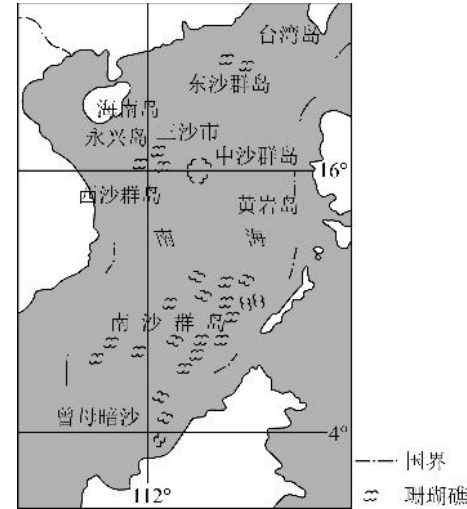 台湾岛
东沙群岛
海南岛
永兴岛 三沙市
中沙群岛
16°
西沙群岛
黄岩岛
南 海
南 沙 群 岛
曾母暗沙
4°
112°
国界
珊瑚礁